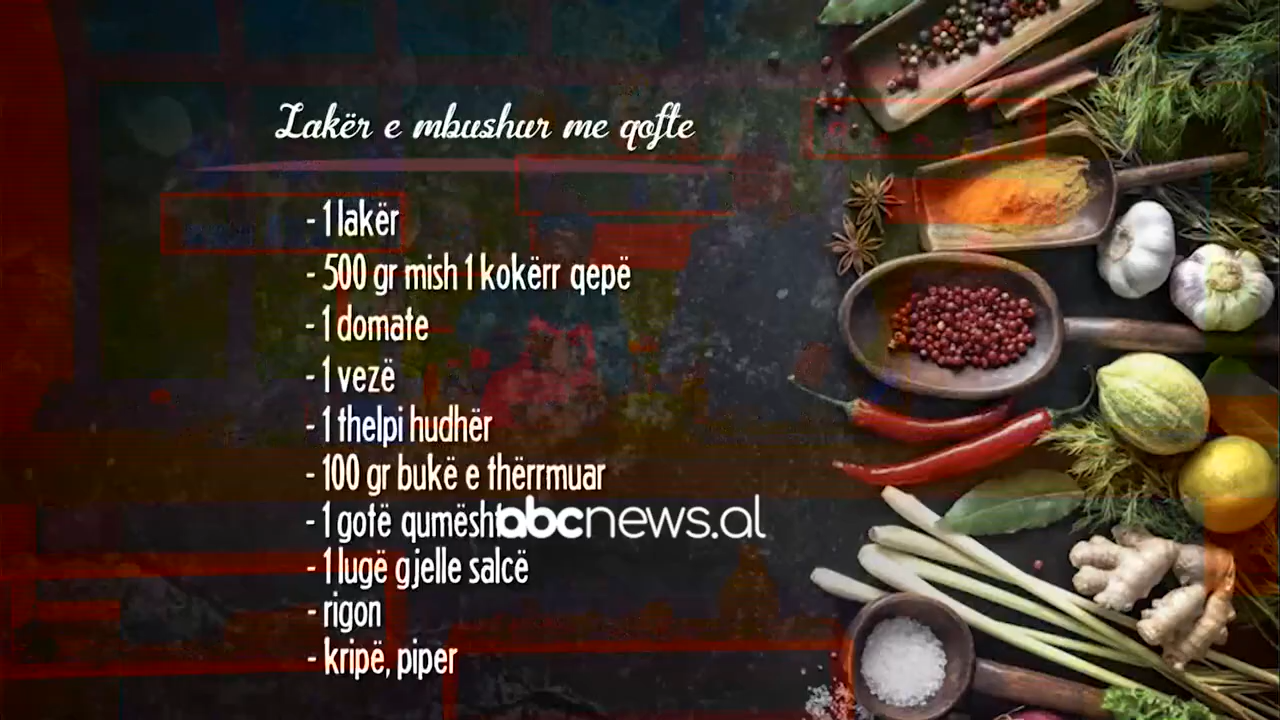 Lakër e mbushur me qofte
- 1 lakër
- 500 gr mish 1 kokërr qepë
- 1 domate
- 1 vezë
- 1 thelpi hudhër
- 100 gr bukë e thërrmuar
- 1 gotë qumësht
abcnews.al
- 1 lugë gjelle salcë
- rigon
- kripë, piper